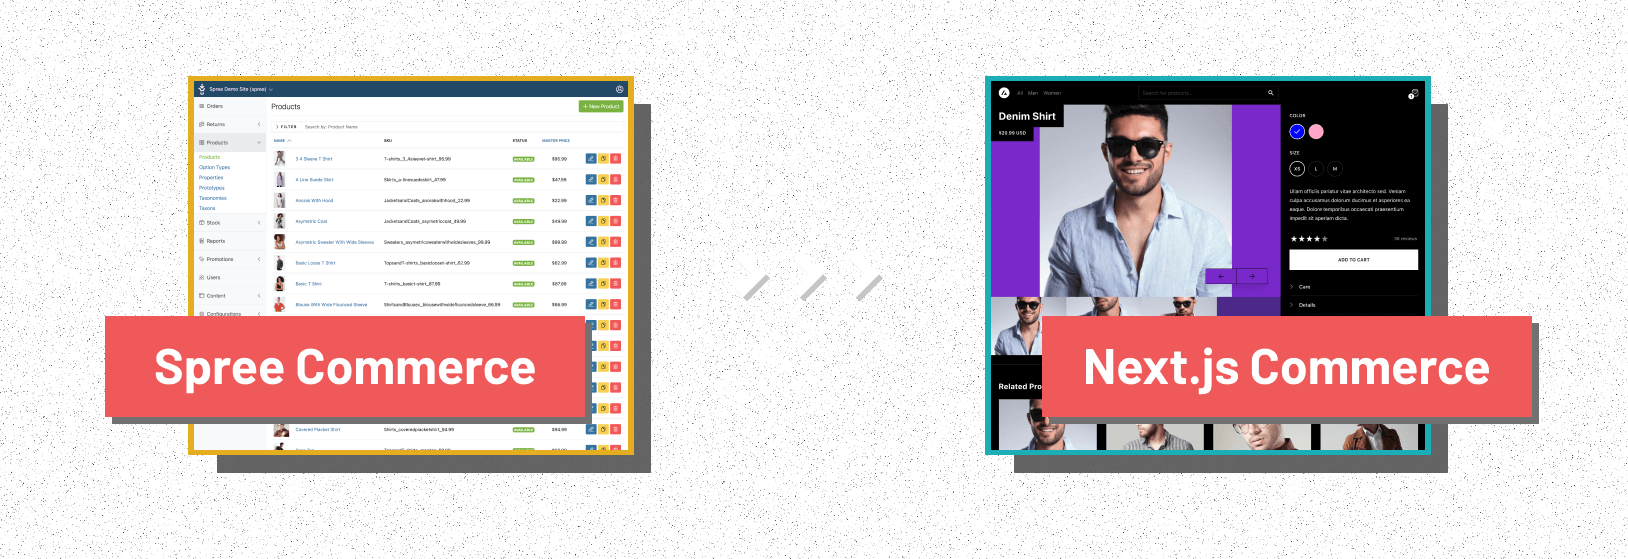 Spree Demo Site (spree)
Orders
Returns
Products
Products
Option Types
Properties
Prototypes
Taxonomies
Taxons
Stock
Reports
Promotions
Users
Content
Configurations
Products
+ New Product
FILTER Search by: Product Name
NAME SKU STATUS MASTER PRICE
3 4 Sleeve T Shirt T-shirts_3_4sleevet-shirt_95.99 AVAILABLE $95.99
A Line Suede Skirt Skirts_a-linesuedeskirt_47.99 AVAILABLE $47.99
Anorak With Hood JacketsandCoats_anorakwithhood_22.99 AVAILABLE $22.99
Asymetric Coat JacketsandCoats_asymetriccoat_49.99 AVAILABLE $49.99
Asymetric Sweater With Wide Sleeves Sweaters_asymetricsweaterwithwidesleeves_99.99 AVAILABLE $99.99
Basic Loose T Shirt TopsandT-shirts_basiclooset-shirt_62.99 AVAILABLE $62.99
Basic T Shirt T-shirts_basict-shirt_87.99 AVAILABLE $87.99
Blouse With Wide Flounced Sleeve ShirtsandBlouses_blousewithwideflouncedsleeve_66.99 AVAILABLE $66.99
Spree Commerce
Covered Placket Shirt Shirts_coveredplacketshirt_94.99 AVAILABLE $94.99
All Men Women
Search for products...
1
Denim Shirt
$20.99 USD
COLOR
SIZE
XS L M
Ullam officiis pariatur vitae architecto sed. Veniam
culpa accusamus dolorum ducimus et asperiores ea
eaque. Dolore temporibus occaecati praesentium
impedit sit aperiam dicta.
36 reviews
ADD TO CART
Care
Details
Next.js Commerce
Related Pro